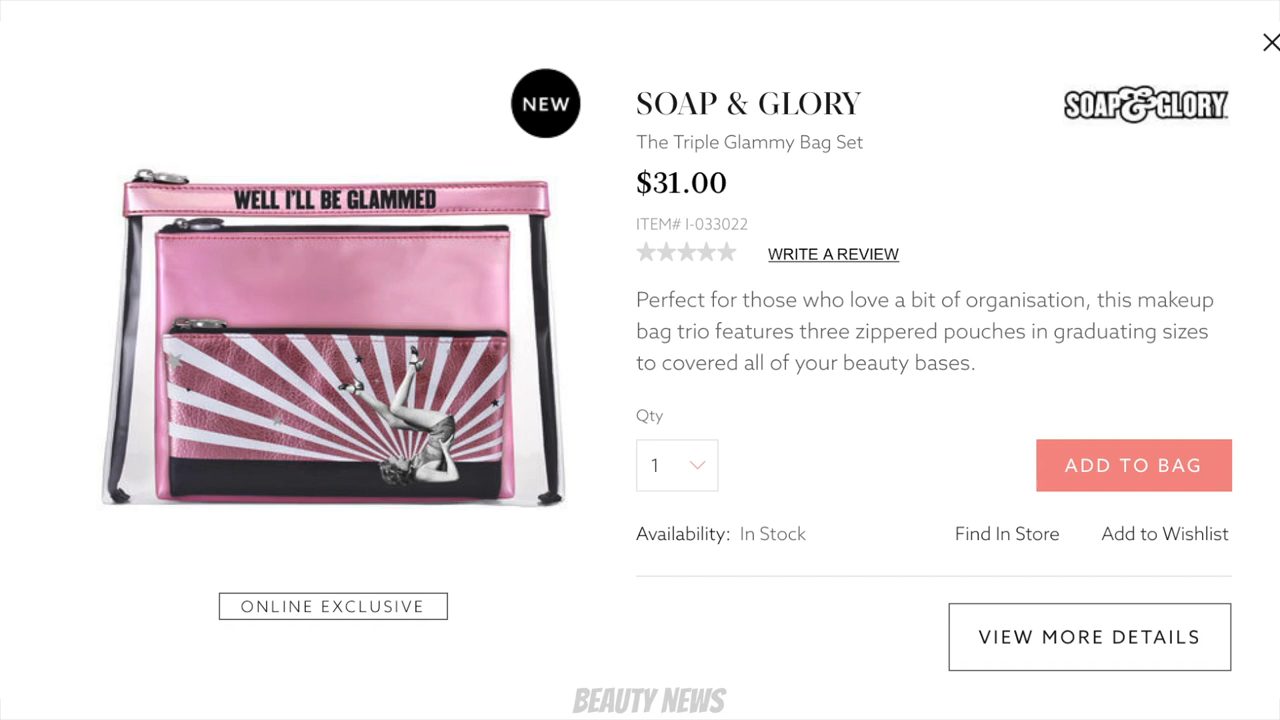 NEW
WELL I'LL BE GLAMMED
SOAP & GLORY
SOAP & GLORY
The Triple Glammy Bag Set
$31.00
ITEM# I-033022
WRITE A REVIEW
Perfect for those who love a bit of organisation, this makeup
bag trio features three zippered pouches in graduating sizes
to covered all of your beauty bases.
Qty
1
ADD TO BAG
Availability: In Stock
Find In Store
Add to Wishlist
ONLINE EXCLUSIVE
VIEW MORE DETAILS
BEAUTY NEWS